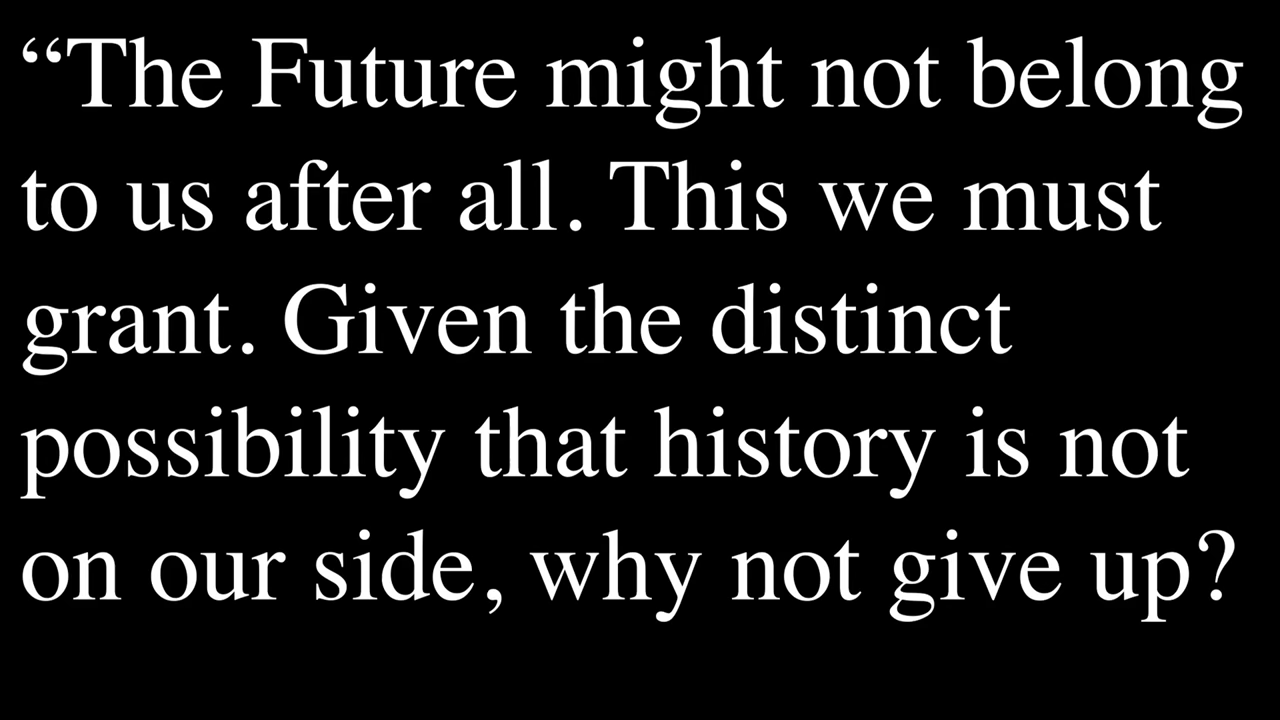 “The Future might not belong
to us after all. This we must
grant. Given the distinct
possibility that history is not
on our side, why not give up?